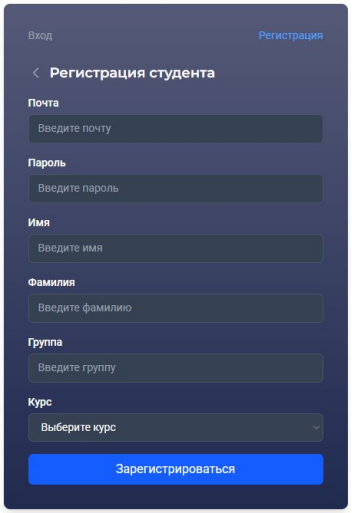 Вход Регистрация
Регистрация студента
Почта
Введите почту
Пароль
Введите пароль
Имя
Введите имя
Фамилия
Введите фамилию
Группа
Введите группу
Курс
Выберите курс
Зарегистрироваться